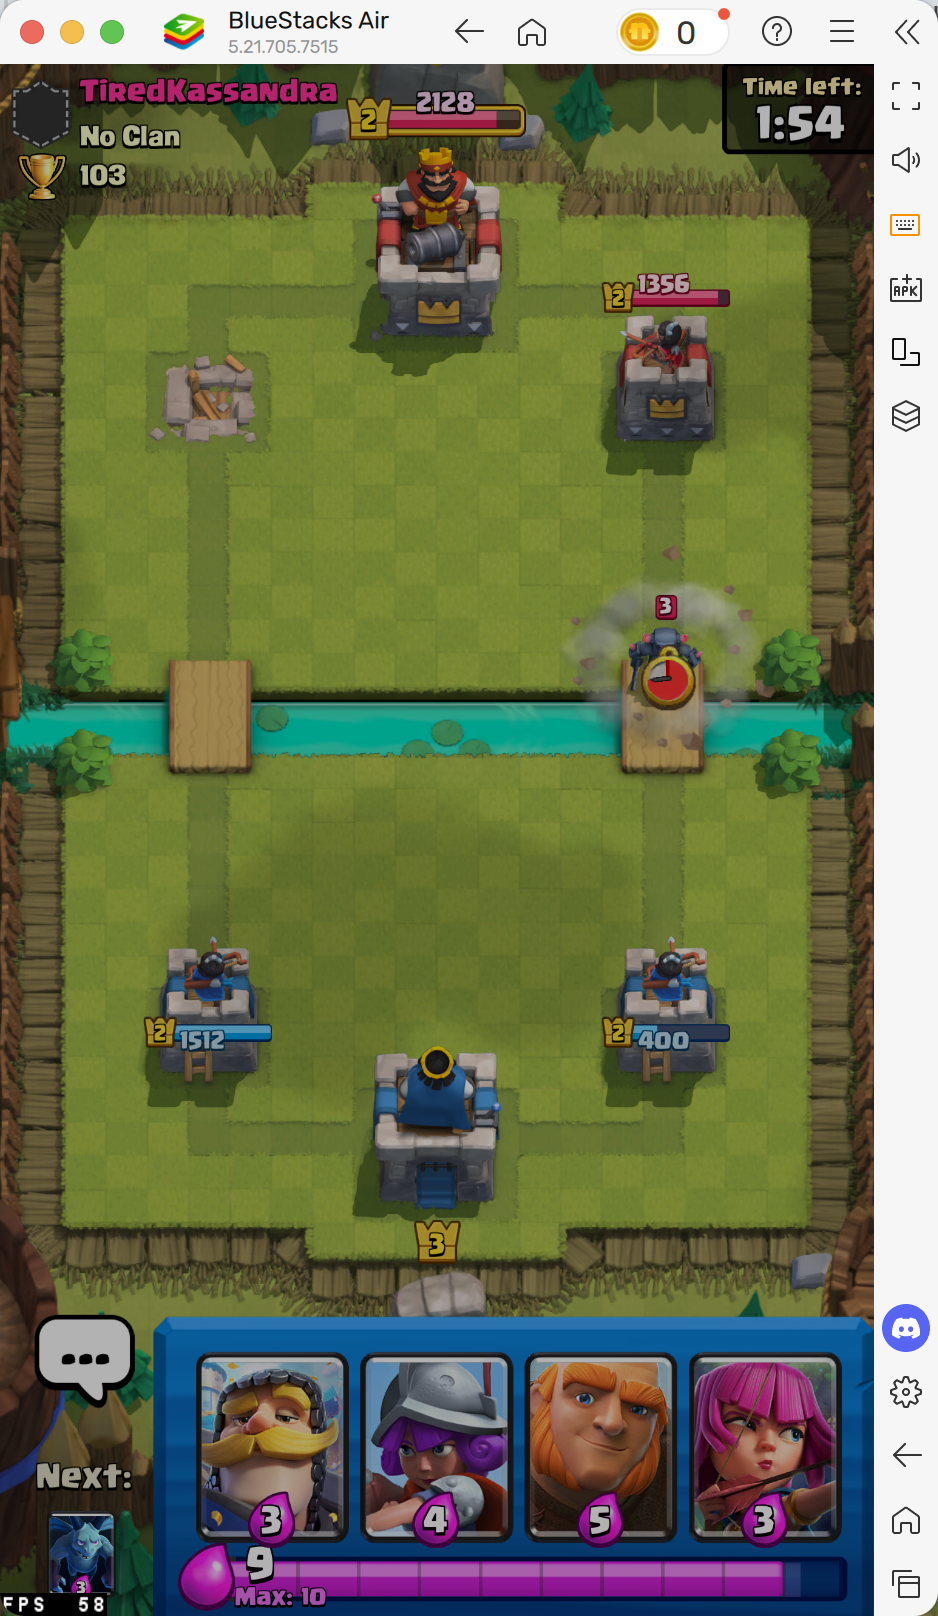 BlueStacks Air
5.21.705.7515
0
TiredKassandra
No Clan
103
2
2128
Time left:
1:54
APK
2
1356
3
2
1512
2
400
3
...
Next:
3
3
4
5
3
9
Max: 10
FPS 58